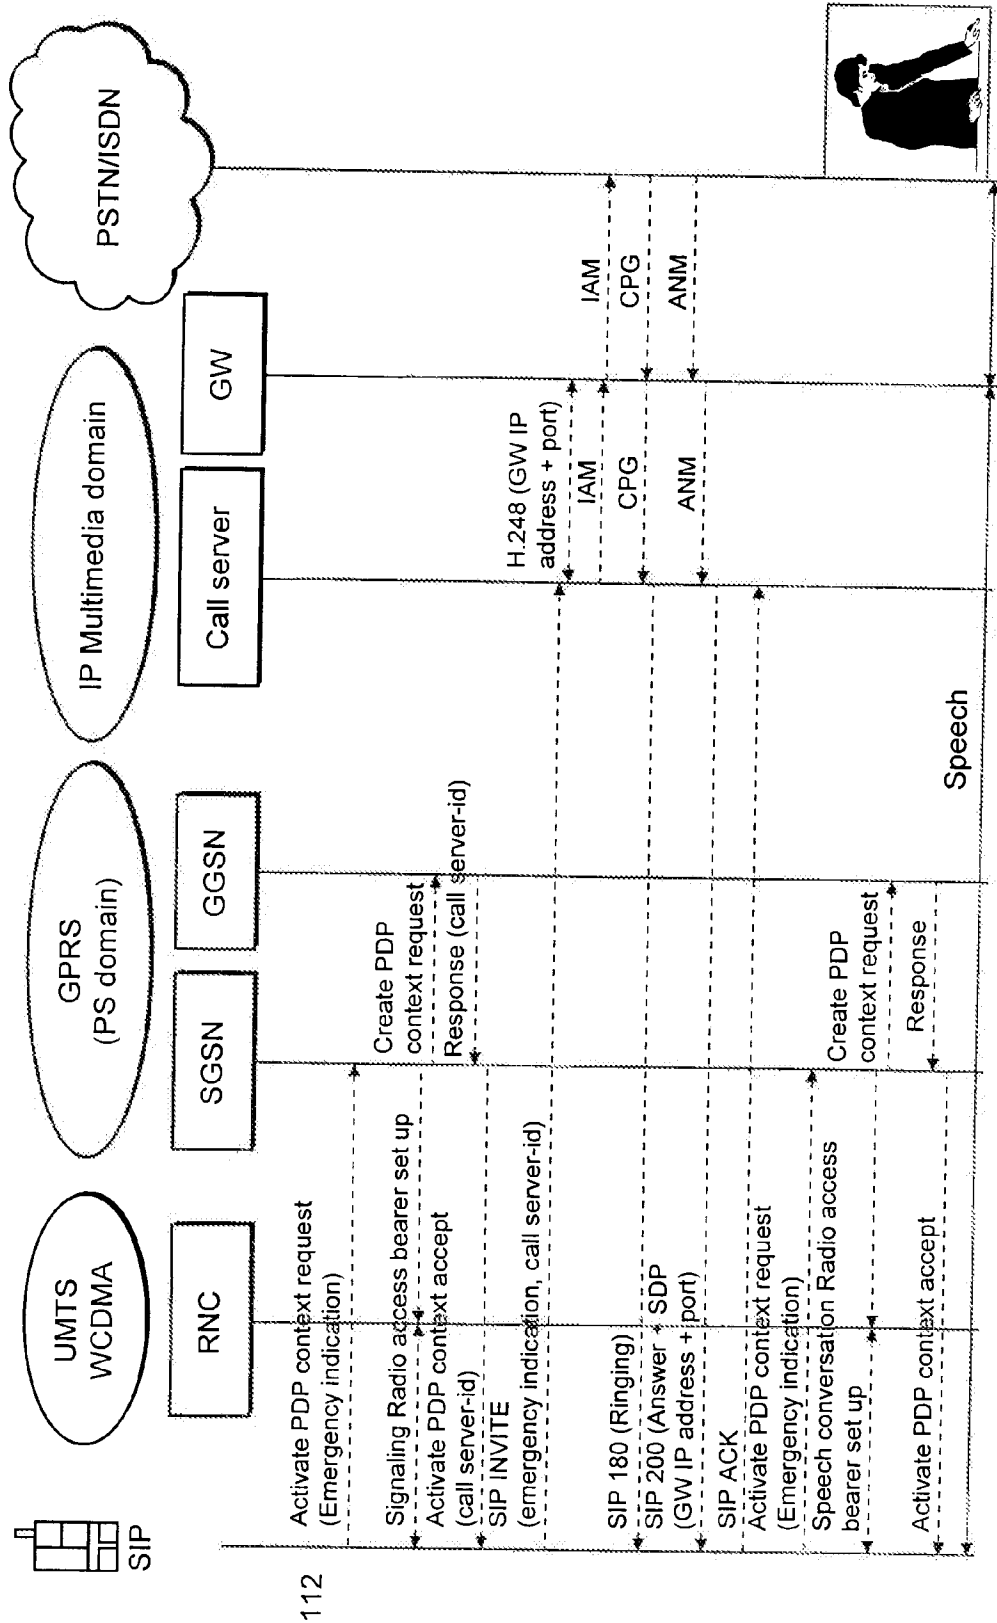 SIP
UMTS
WCDMA
GPRS
(PS domain)
IP Multimedia domain
PSTN/ISDN
RNC
SGSN
GGSN
Call server
GW
112
Activate PDP context request
(Emergency indication)
Create PDP
context request
Signaling Radio access bearer set up
Response (call server-id)
Activate PDP context accept
(call server-id)
SIP INVITE
(emergency indication, call server-id)
H.248 (GW IP
address + port)
IAM
IAM
SIP 180 (Ringing)
CPG
CPG
SIP 200 (Answer + SDP
(GW IP address + port)
ANM
ANM
SIP ACK
Activate PDP context request
(Emergency indication)
Speech conversation Radio access
bearer set up
Create PDP
context request
Response
Activate PDP context accept
Speech